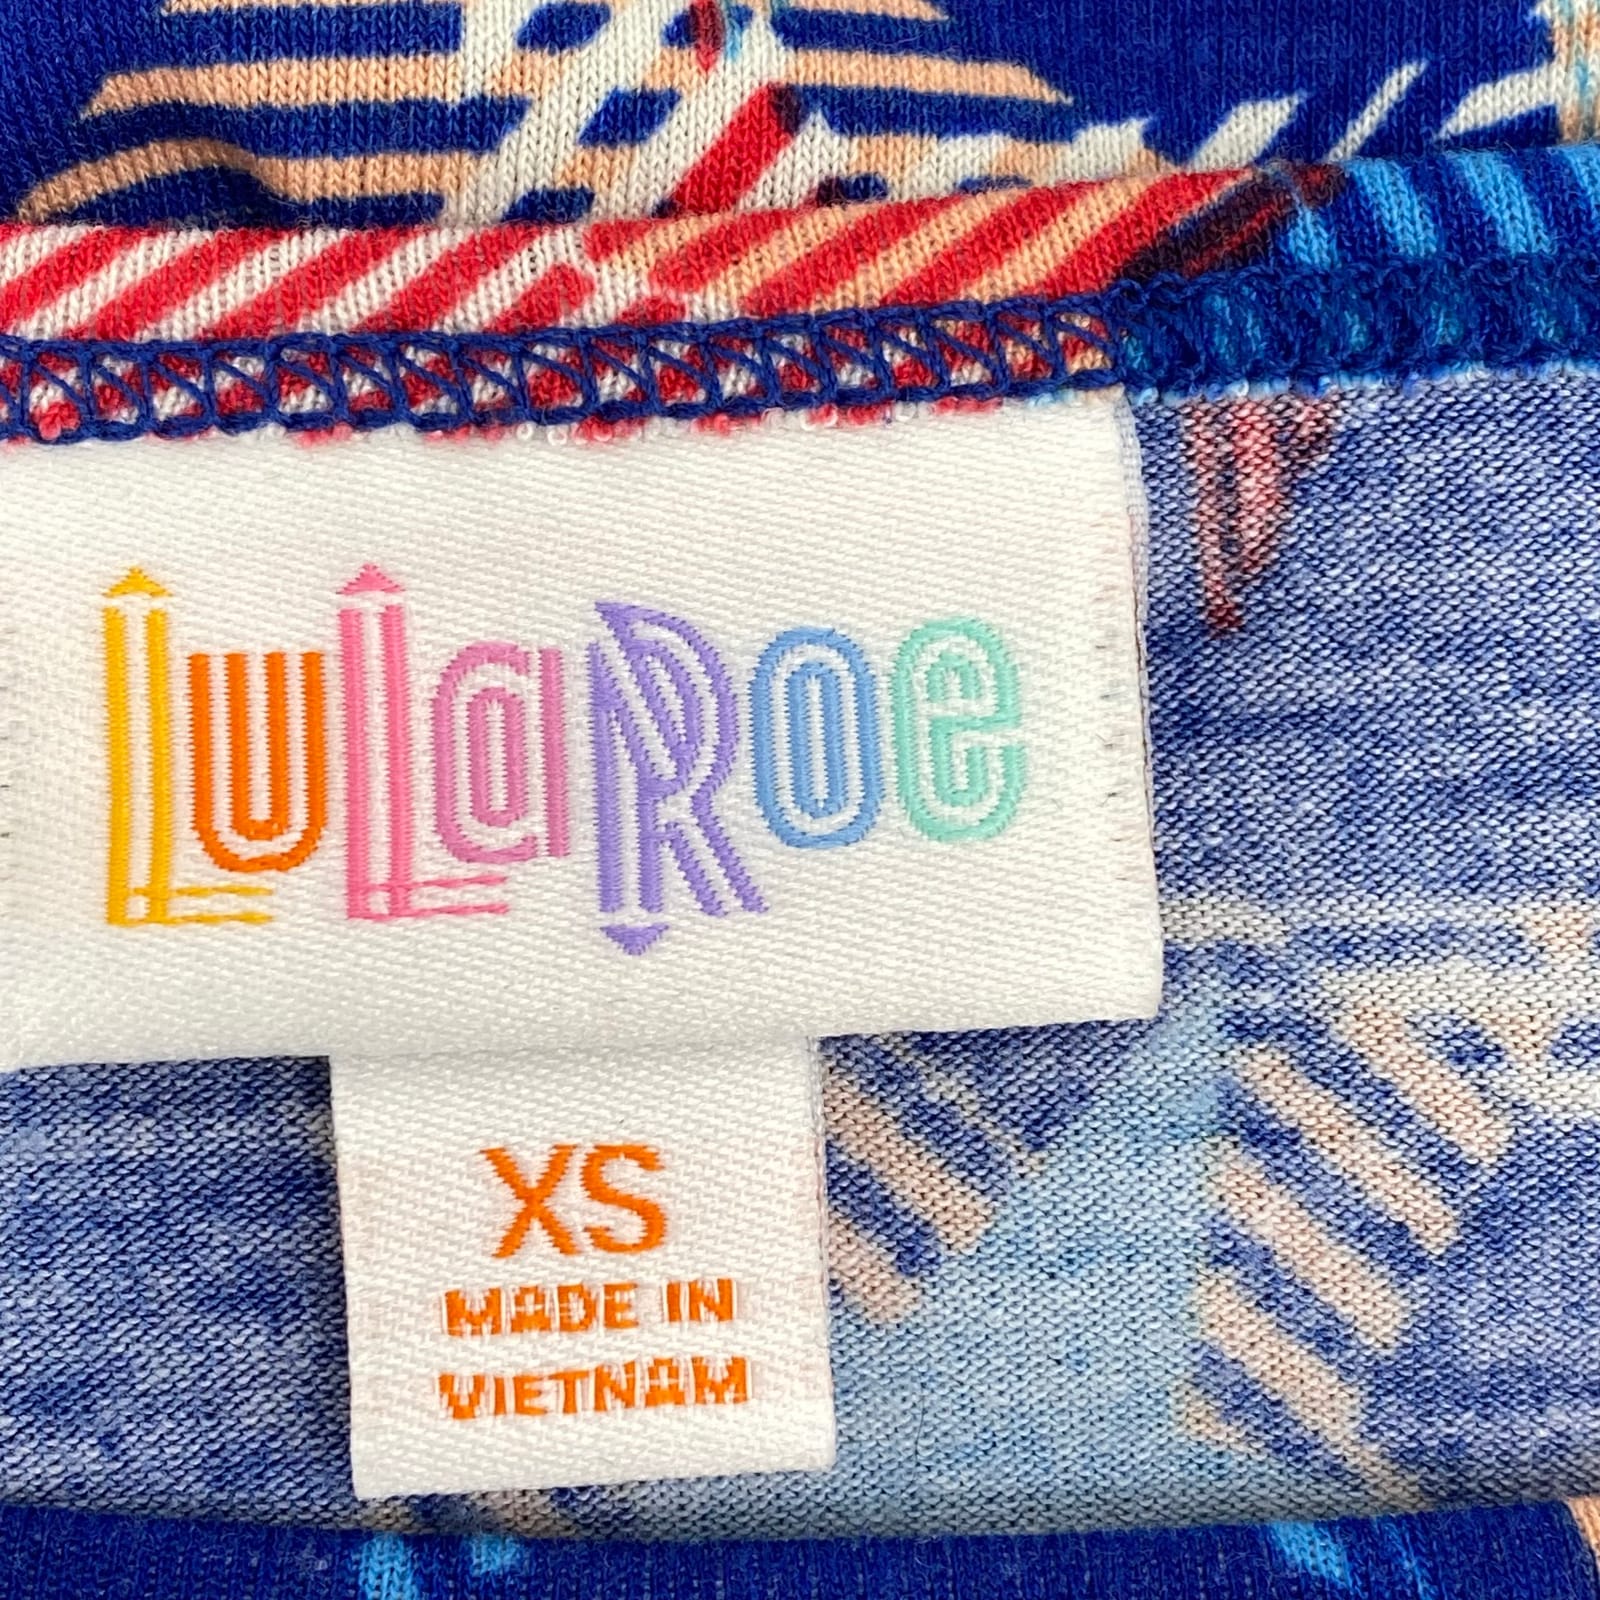 LuLaRoe
XS
MADE IN
VIETNAM